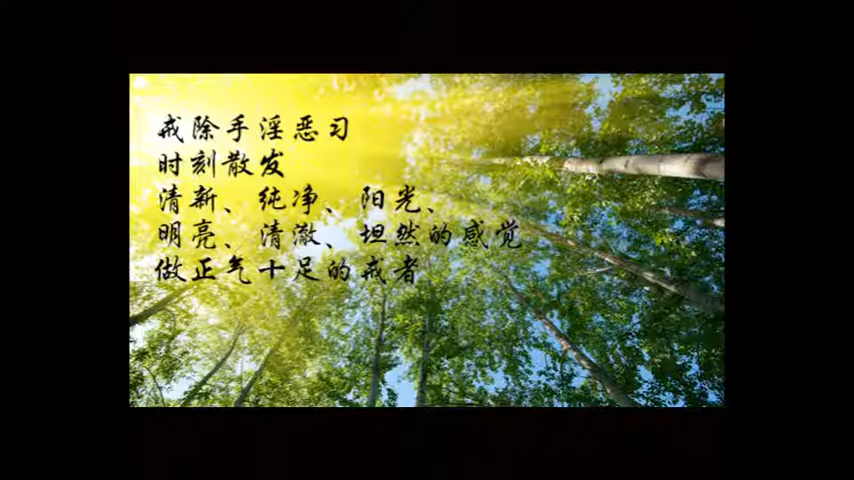 戒除手淫恶习
时刻散发
清新、纯净、阳光、
明亮、清澈、坦然的感觉
做正气十足的戒者